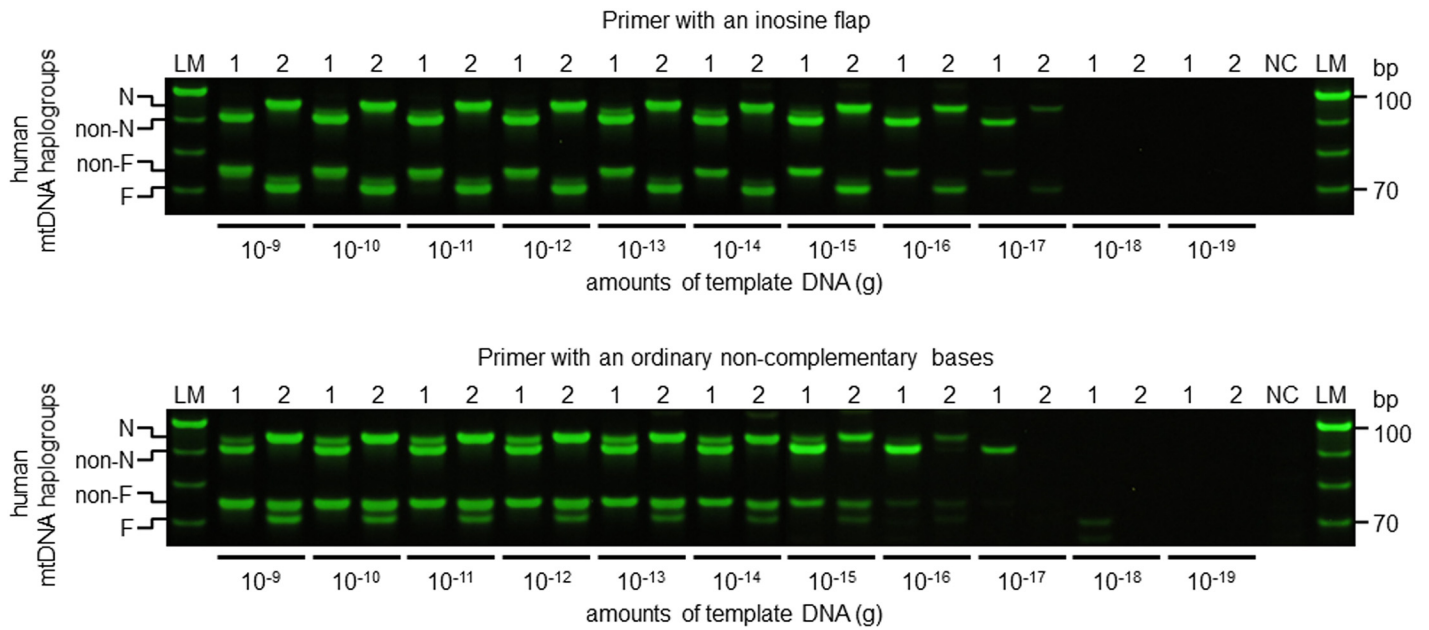 Primer with an inosine flap
LM 1 2 1 2 1 2 1 2 1 2 1 2 1 2 1 2 1 2 1 2 1 2 NC LM bp
human
mtDNA haplogroups
N
non-N
non-F
F
100
70
10-9 10-10 10-11 10-12 10-13 10-14 10-15 10-16 10-17 10-18 10-19
amounts of template DNA (g)
Primer with an ordinary non-complementary bases
LM 1 2 1 2 1 2 1 2 1 2 1 2 1 2 1 2 1 2 1 2 1 2 NC LM bp
human
mtDNA haplogroups
N
non-N
non-F
F
100
70
10-9 10-10 10-11 10-12 10-13 10-14 10-15 10-16 10-17 10-18 10-19
amounts of template DNA (g)